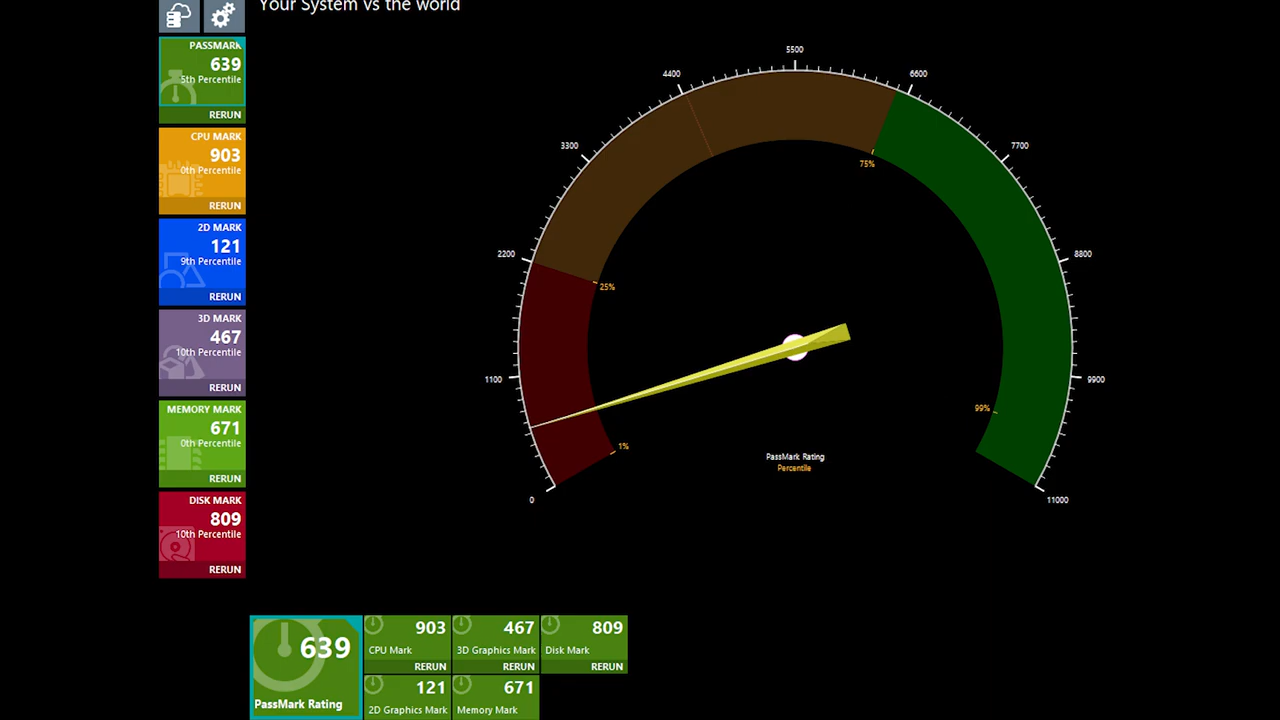 Your System vs the world
PASSMARK
639
5th Percentile
RERUN
CPU MARK
903
0th Percentile
RERUN
2D MARK
121
9th Percentile
RERUN
3D MARK
467
10th Percentile
RERUN
MEMORY MARK
671
0th Percentile
RERUN
DISK MARK
809
10th Percentile
RERUN
0
1100
2200
3300
4400
5500
6600
7700
8800
9900
11000
1%
25%
75%
99%
PassMark Rating
Percentile
639
PassMark Rating
903
CPU Mark
RERUN
467
3D Graphics Mark
RERUN
809
Disk Mark
RERUN
121
2D Graphics Mark
671
Memory Mark